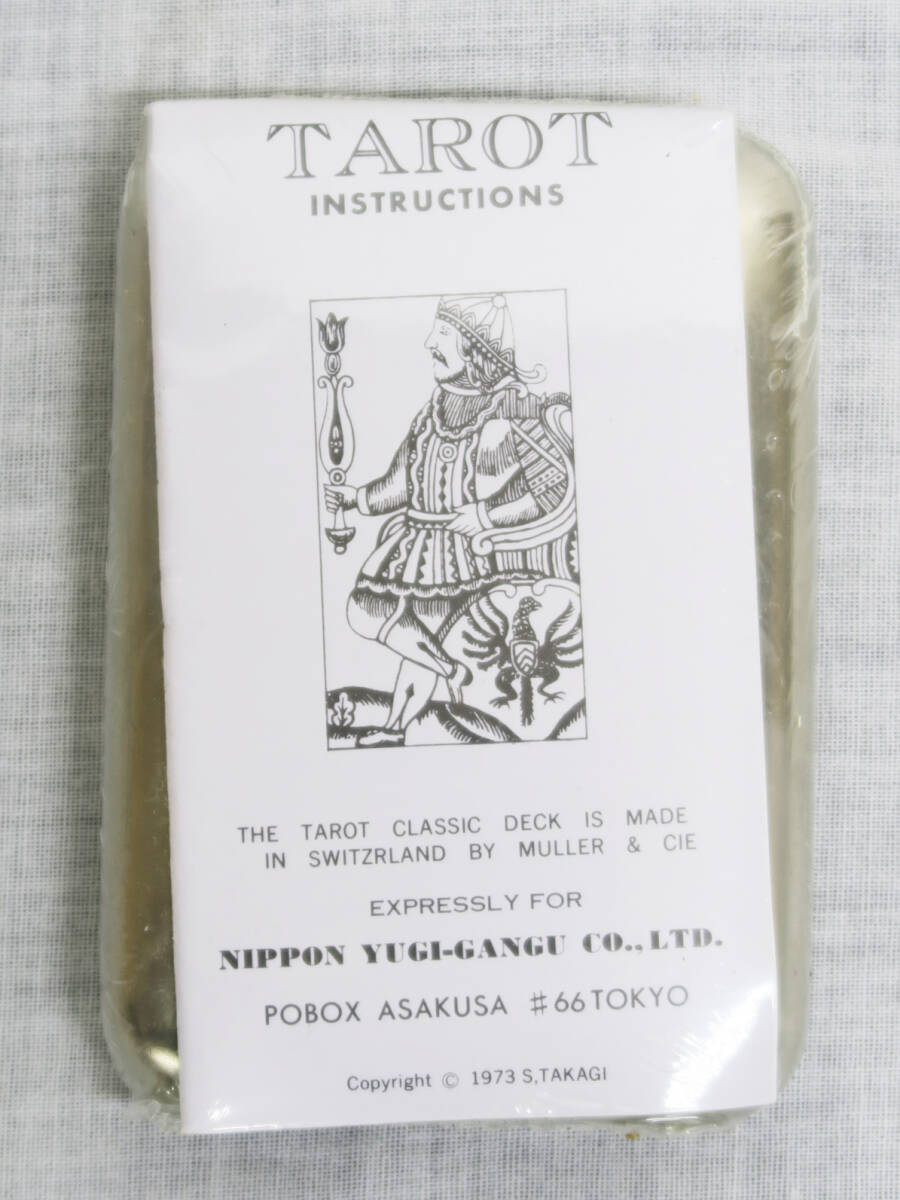 TAROT
INSTRUCTIONS
THE TAROT CLASSIC DECK IS MADE
IN SWITZRLAND BY MULLER & CIE
EXPRESSLY FOR
NIPPON YUGI-GANGU CO., LTD.
POBOX ASAKUSA #66 TOKYO
Copyright © 1973 S,TAKAGI